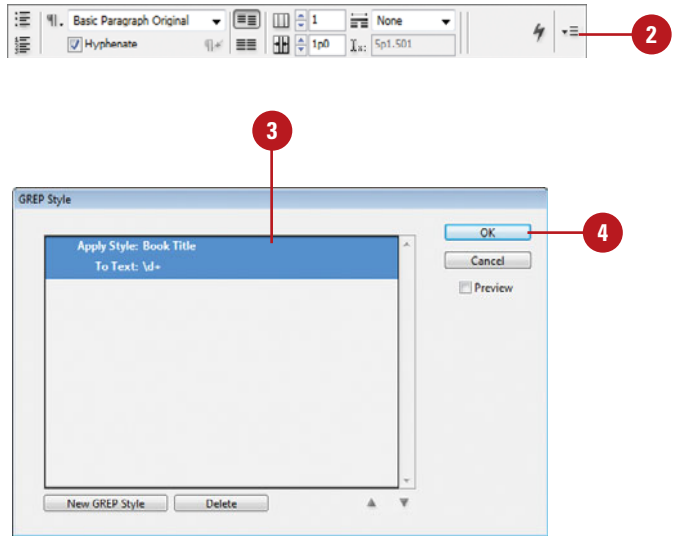 ¶. Basic Paragraph Original 1 None
Hyphenate 1p0 5p1.501
2
3
GREP Style
Apply Style: Book Title
To Text: \d+
OK
4
Cancel
Preview
New GREP Style Delete